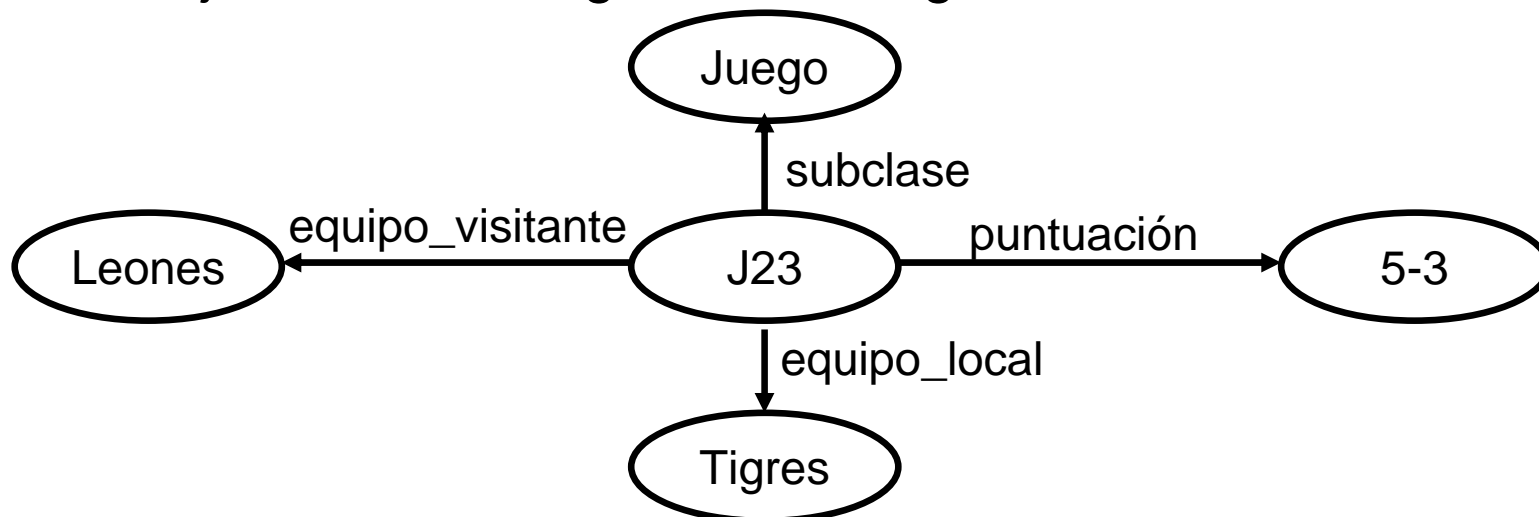 Juego
subclase
equipo_visitante
puntuación
Leones
J23
5-3
equipo_local
Tigres